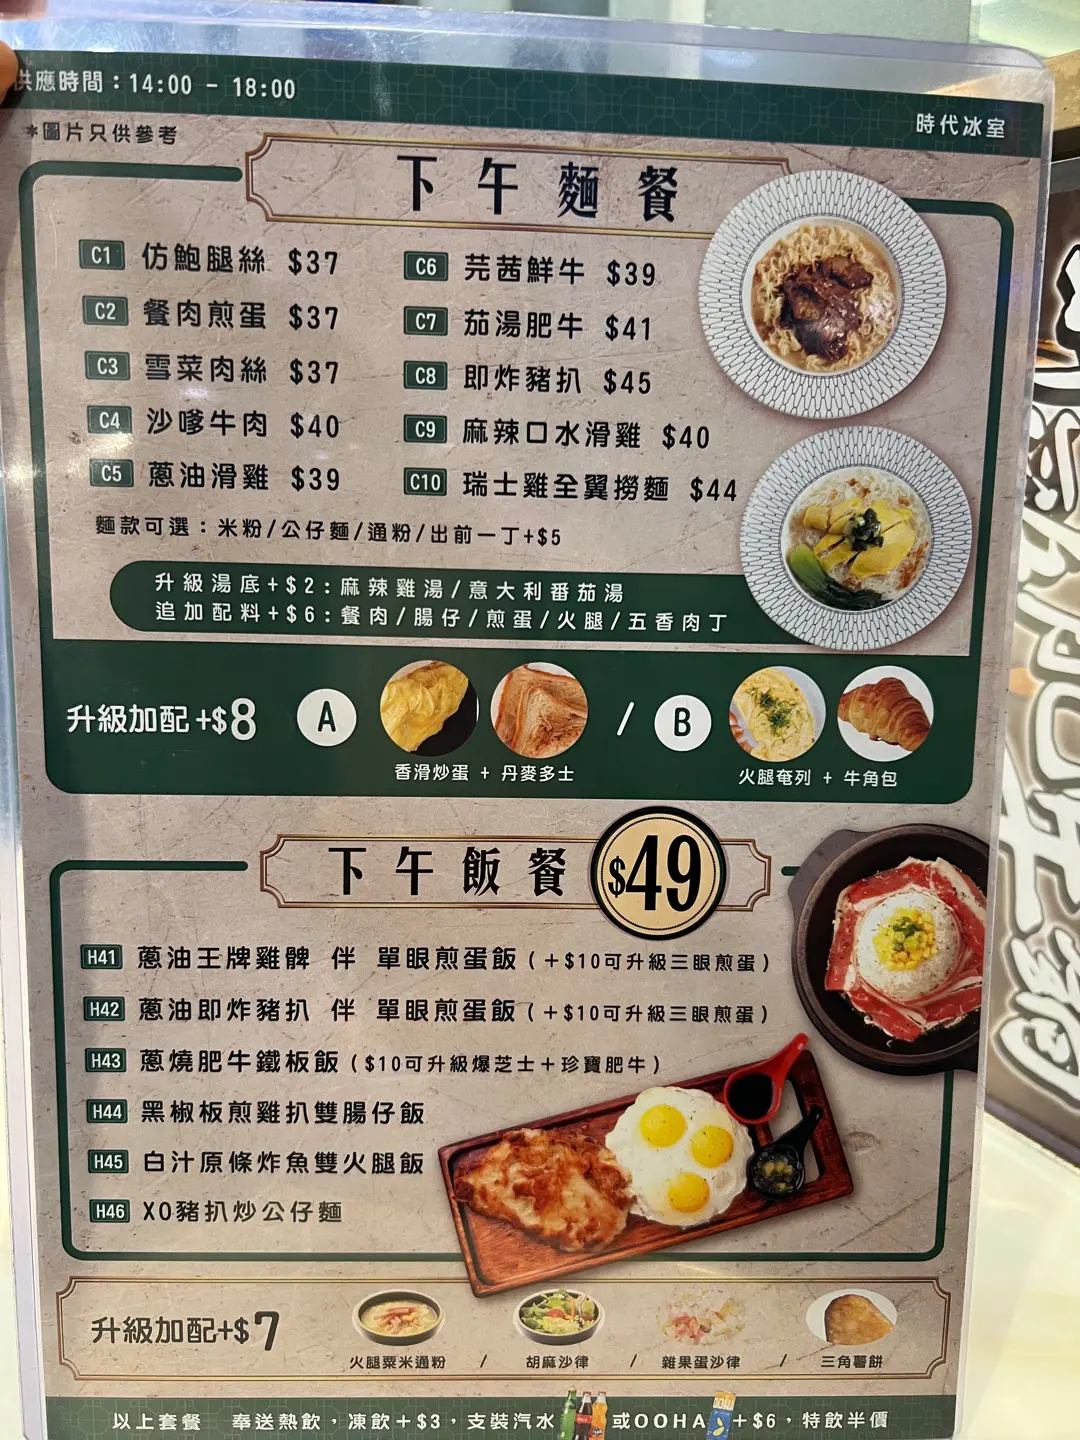 供應時間：14:00 - 18:00
時代冰室
*圖片只供參考
下午麵餐
C1 仿鮑腿絲 $37
C2 餐肉煎蛋 $37
C3 雪菜肉絲 $37
C4 沙嗲牛肉 $40
C5 蔥油滑雞 $39
C6 芫茜鮮牛 $39
C7 茄湯肥牛 $41
C8 即炸豬扒 $45
C9 麻辣口水滑雞 $40
C10 瑞士雞全翼撈麵 $44
麵款可選：米粉/公仔麵/通粉/出前一丁+$5
升級湯底+$2：麻辣雞湯/意大利番茄湯
追加配料+$6：餐肉/腸仔/煎蛋/火腿/五香肉丁
升級加配+$8 A / B
香滑炒蛋 + 丹麥多士
火腿奄列 + 牛角包
下午飯餐 $49
H41 蔥油王牌雞髀 伴 單眼煎蛋飯（+$10可升級三眼煎蛋）
H42 蔥油即炸豬扒 伴 單眼煎蛋飯（+$10可升級三眼煎蛋）
H43 蔥燒肥牛鐵板飯（$10可升級爆芝士+珍寶肥牛）
H44 黑椒板煎雞扒雙腸仔飯
H45 白汁原條炸魚雙火腿飯
H46 XO豬扒炒公仔麵
升級加配+$7
火腿粟米通粉 / 胡麻沙律 / 雜果蛋沙律 / 三角薯餅
以上套餐 奉送熱飲，凍飲+$3，支裝汽水或OOHA+$6，特飲半價